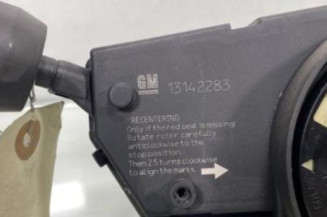 GM 13142283
RECENTERING
Only if the red seal is missing!
Rotate rotor carefully
anticlockwise to the
stop position.
Then 2.5 turns clockwise
to align the marks.